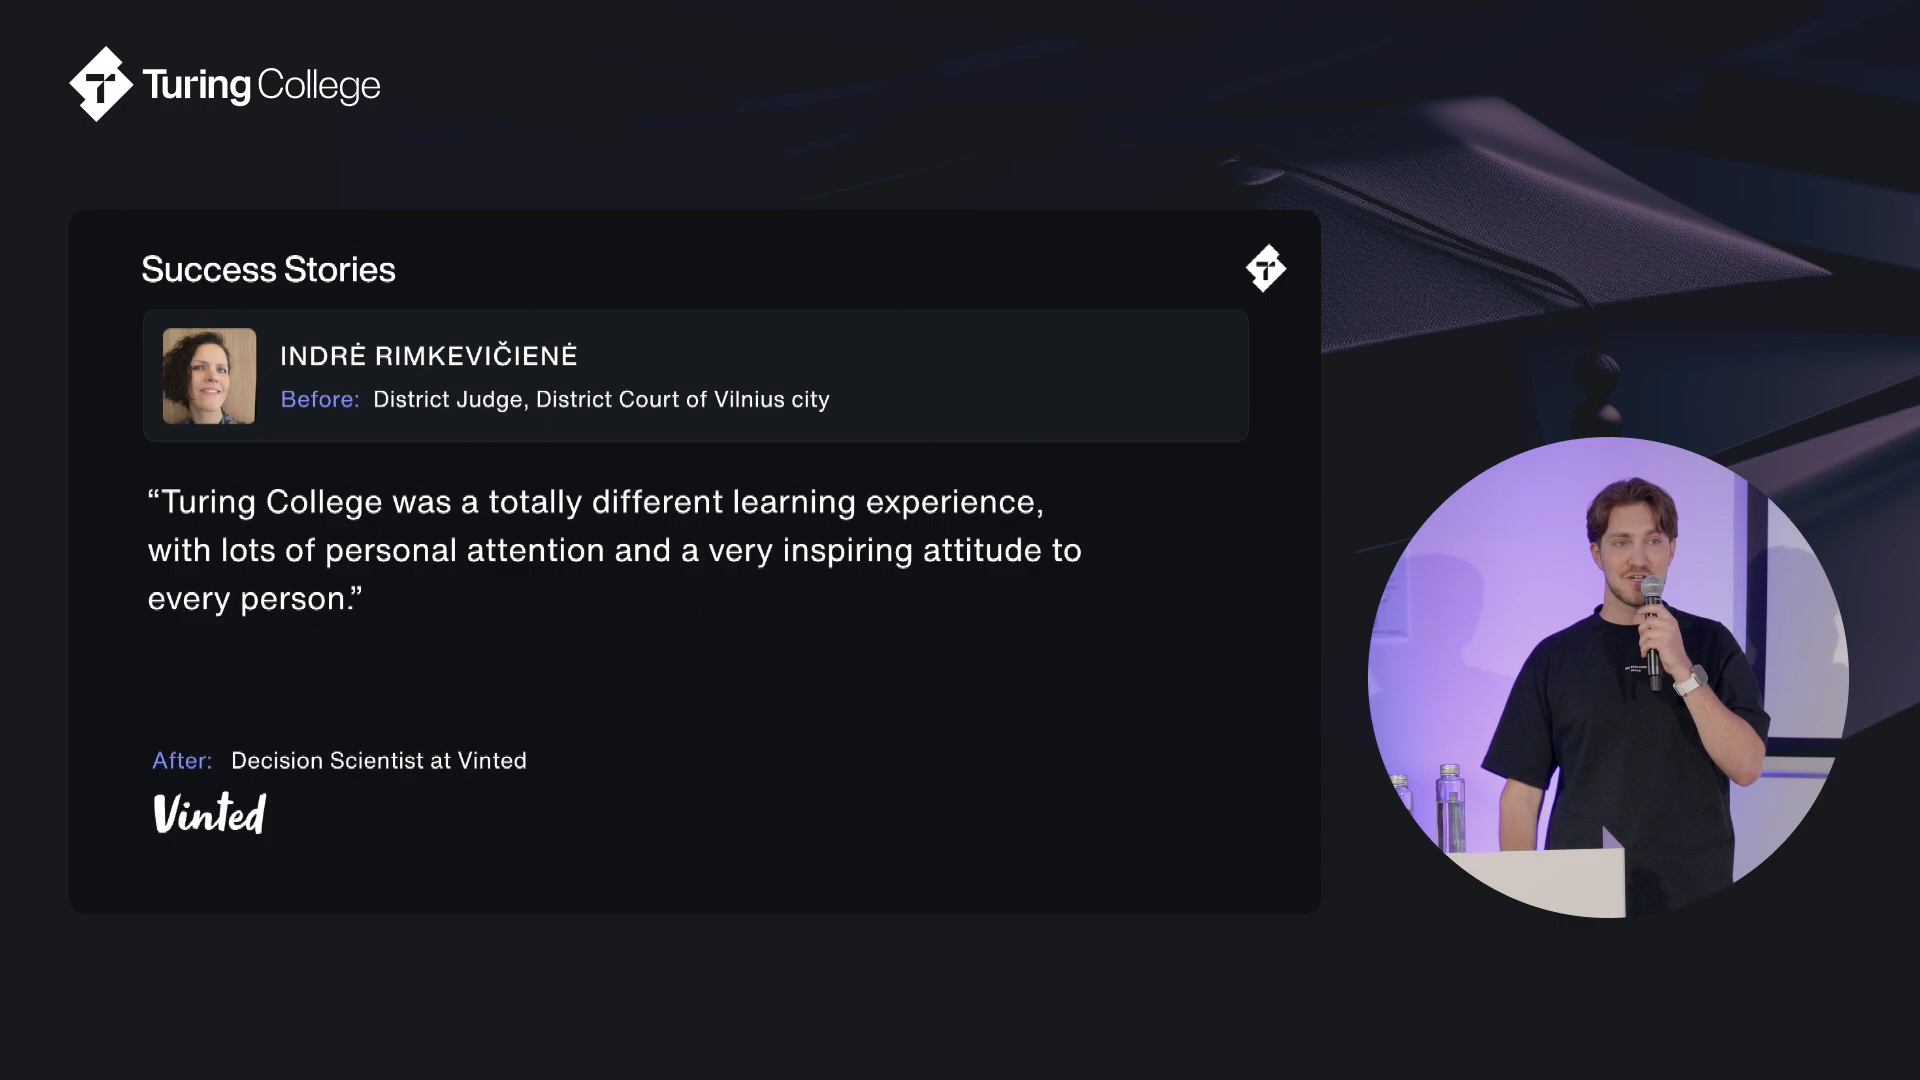 Turing College
Success Stories
INDRĖ RIMKEVIČIENĖ
Before: District Judge, District Court of Vilnius city
“Turing College was a totally different learning experience,
with lots of personal attention and a very inspiring attitude to
every person.”
After: Decision Scientist at Vinted
Vinted